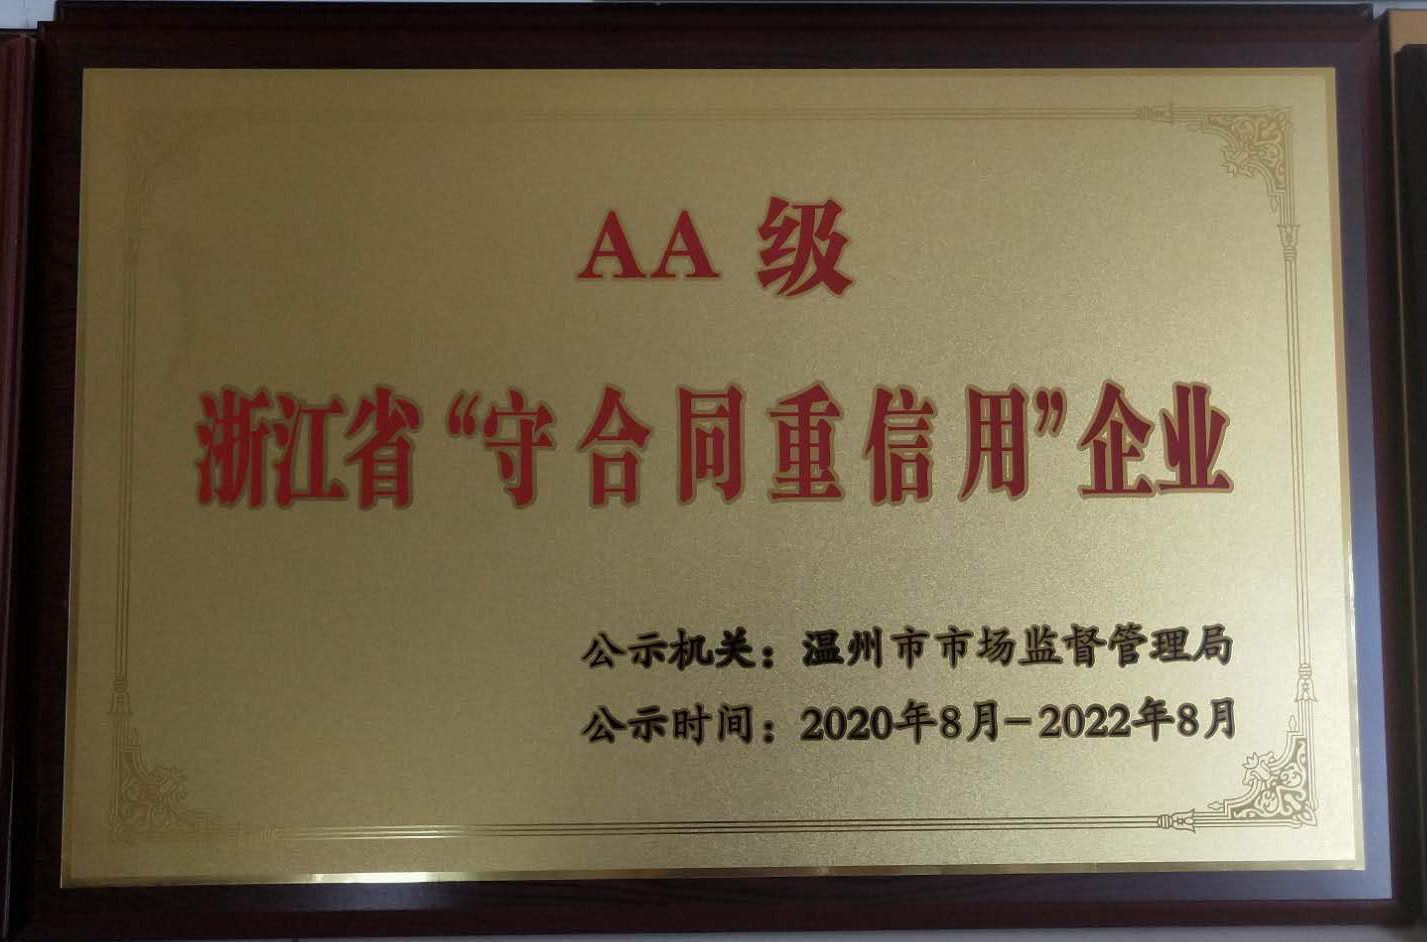 AA 级
浙江省“守合同重信用”企业
公示机关：温州市市场监督管理局
公示时间：2020年8月-2022年8月